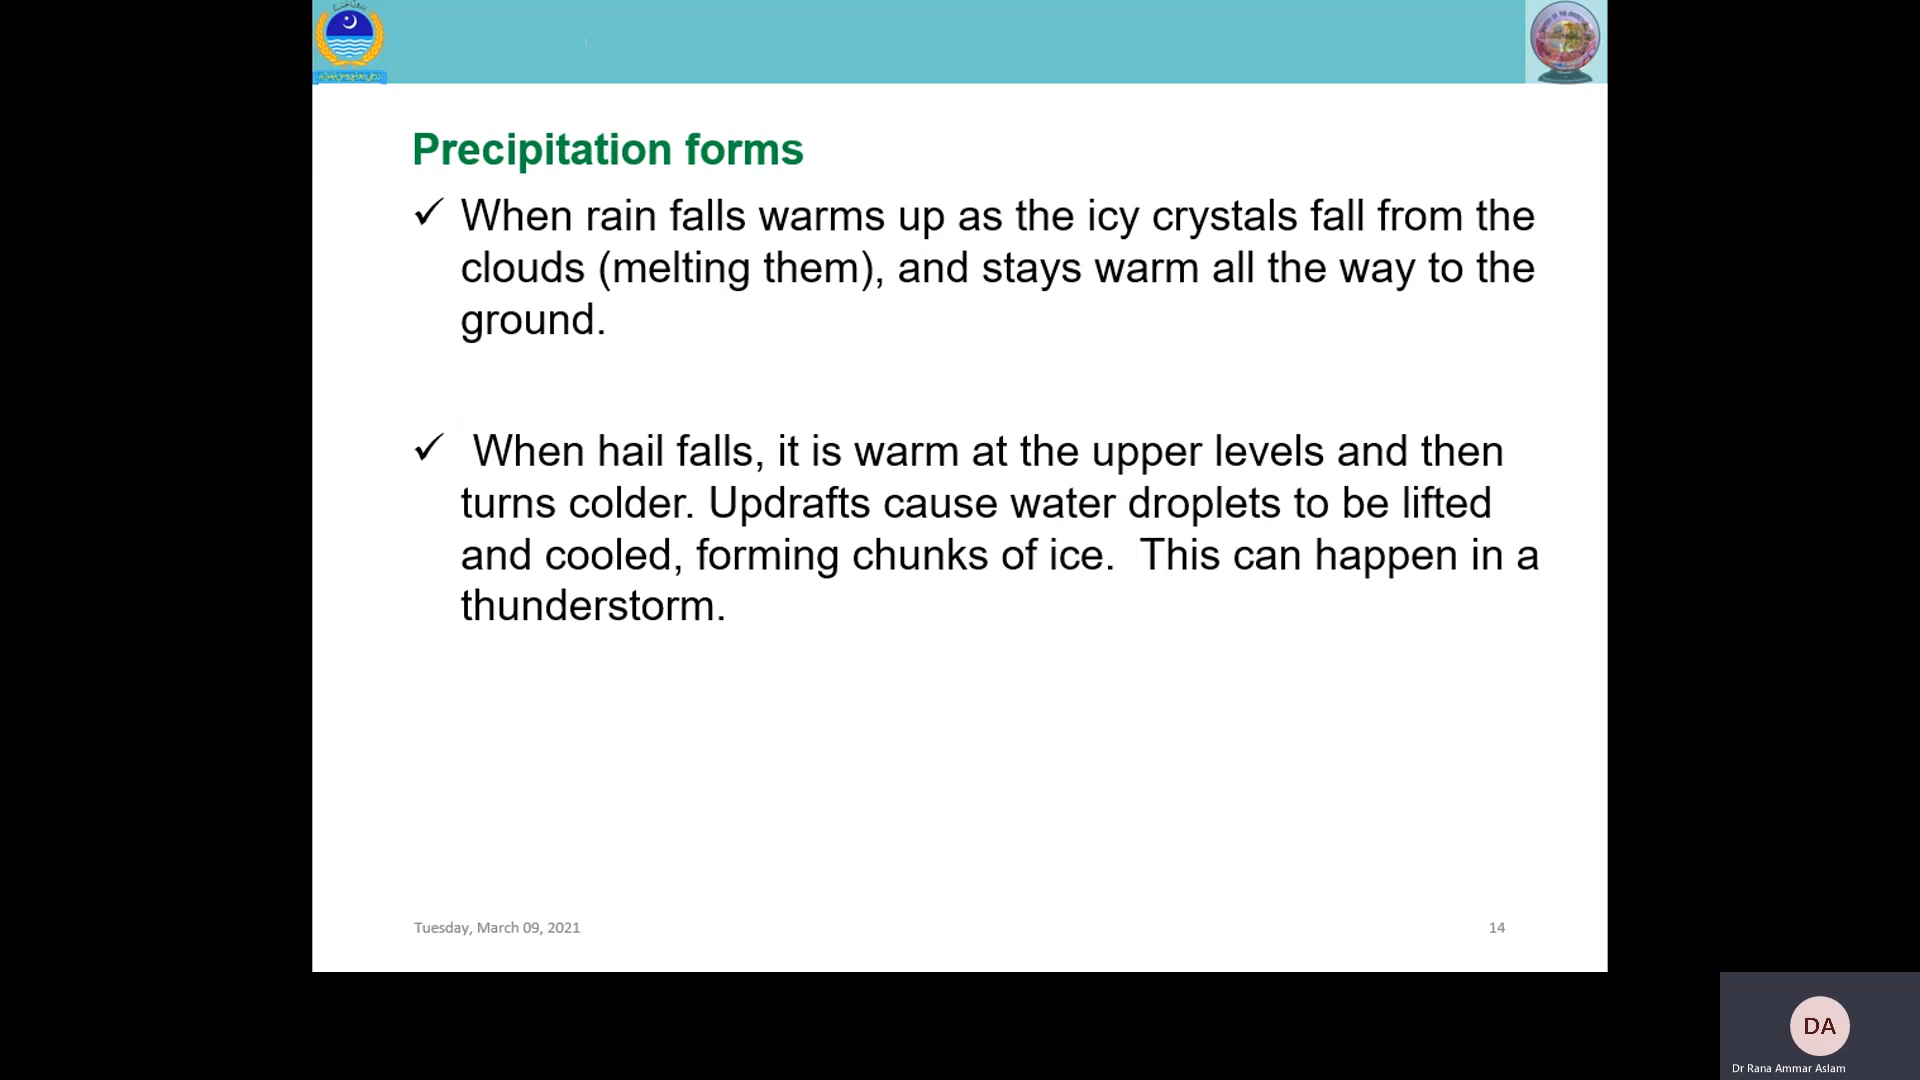 Precipitation forms
✓ When rain falls warms up as the icy crystals fall from the
clouds (melting them), and stays warm all the way to the
ground.
✓ When hail falls, it is warm at the upper levels and then
turns colder. Updrafts cause water droplets to be lifted
and cooled, forming chunks of ice. This can happen in a
thunderstorm.
Tuesday, March 09, 2021
14
DA
Dr Rana Ammar Aslam